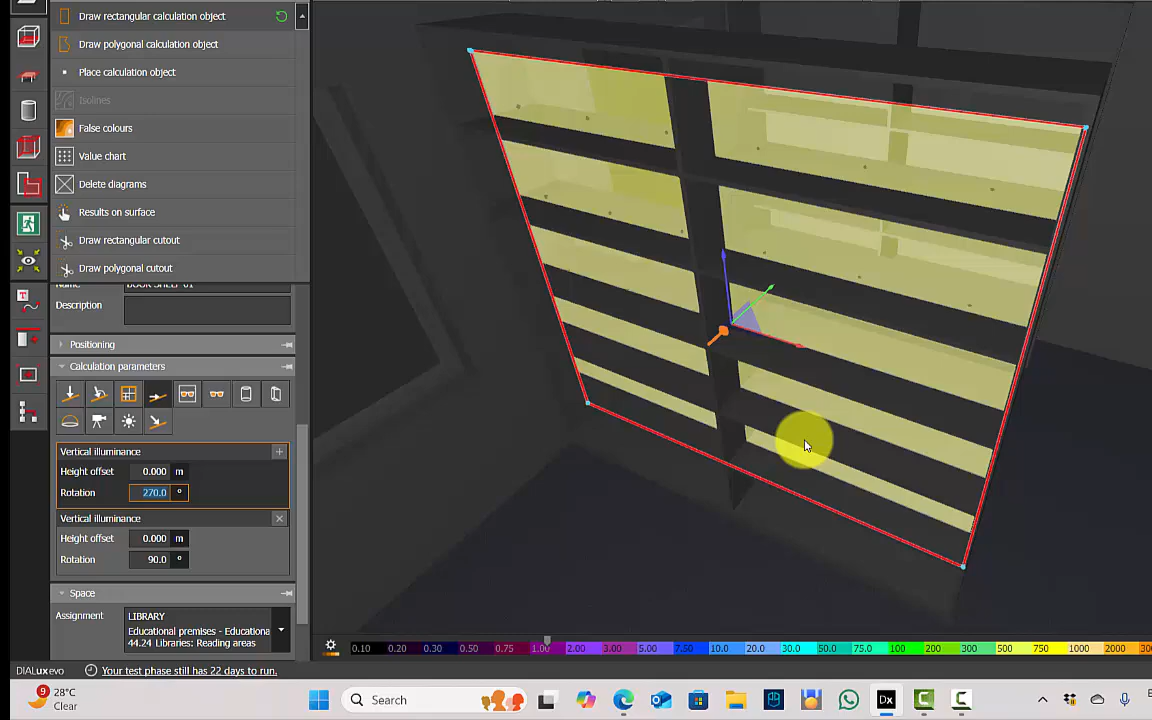 Draw rectangular calculation object
Draw polygonal calculation object
Place calculation object
Isolines
False colours
Value chart
Delete diagrams
Results on surface
Draw rectangular cutout
Draw polygonal cutout
Name BOOK SHELF 01
Description
Positioning
Calculation parameters
Vertical illuminance
Height offset 0.000 m
Rotation 270.0 °
Vertical illuminance
Height offset 0.000 m
Rotation 90.0 °
Space
Assignment LIBRARY
Educational premises - Educationa
44.24 Libraries: Reading areas
0.10 0.20 0.30 0.50 0.75 1.00 2.00 3.00 5.00 7.50 10.0 20.0 30.0 50.0 75.0 100 200 300 500 750 1000 2000
DIALux evo Your test phase still has 22 days to run.
9 28°C
Clear
Search
Dx